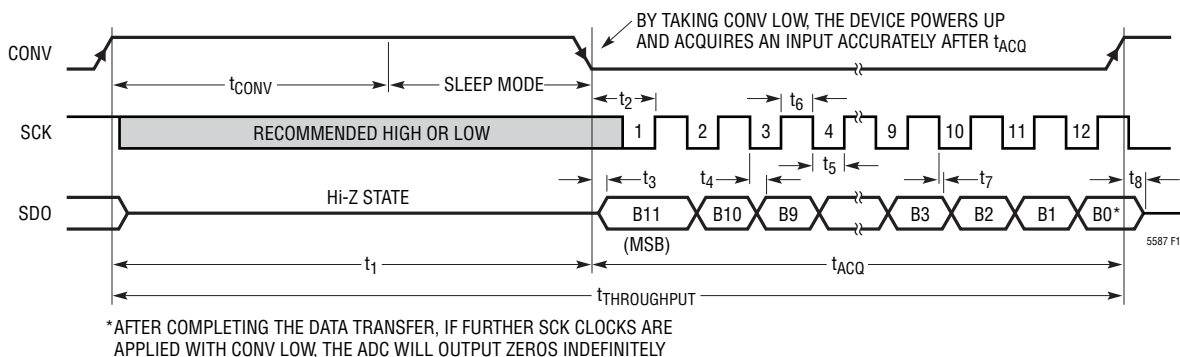 BY TAKING CONV LOW, THE DEVICE POWERS UP
AND ACQUIRES AN INPUT ACCURATELY AFTER tACQ
CONV
tCONV
SLEEP MODE
t2
t6
SCK
RECOMMENDED HIGH OR LOW
1
2
3
4
9
10
11
12
t3
t4
t5
t7
t8
SDO
Hi-Z STATE
B11
B10
B9
B3
B2
B1
B0*
(MSB)
5587 F1
t1
tACQ
tTHROUGHPUT
*AFTER COMPLETING THE DATA TRANSFER, IF FURTHER SCK CLOCKS ARE
APPLIED WITH CONV LOW, THE ADC WILL OUTPUT ZEROS INDEFINITELY